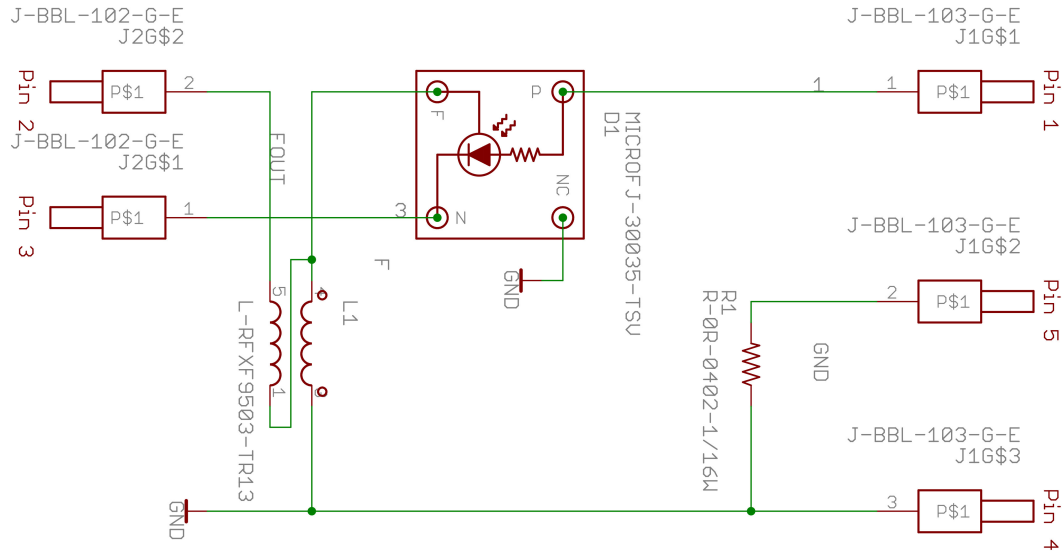 J-BBL-102-G-E
J2G$2
Pin 2
P$1
2
J-BBL-102-G-E
J2G$1
Pin 3
P$1
1
FOUT
3
F
P
N
NC
D1
MICROFJ-30035-TSV
GND
F
L1
5
1
L-RFXF9503-TR13
GND
J-BBL-103-G-E
J1G$1
1
1
P$1
Pin 1
J-BBL-103-G-E
J1G$2
2
P$1
Pin 5
R1
R-0R-0402-1/16W
GND
J-BBL-103-G-E
J1G$3
3
P$1
Pin 4